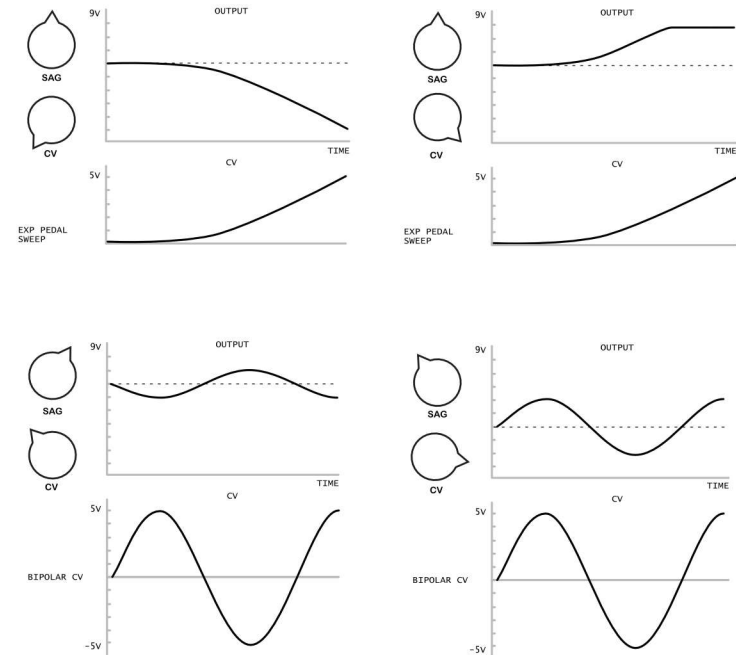 9V
OUTPUT
SAG
CV
TIME
CV
5V
EXP PEDAL
SWEEP
9V
OUTPUT
SAG
CV
TIME
CV
5V
EXP PEDAL
SWEEP
9V
OUTPUT
SAG
CV
TIME
CV
5V
BIPOLAR CV
-5V
9V
OUTPUT
SAG
CV
TIME
CV
5V
BIPOLAR CV
-5V